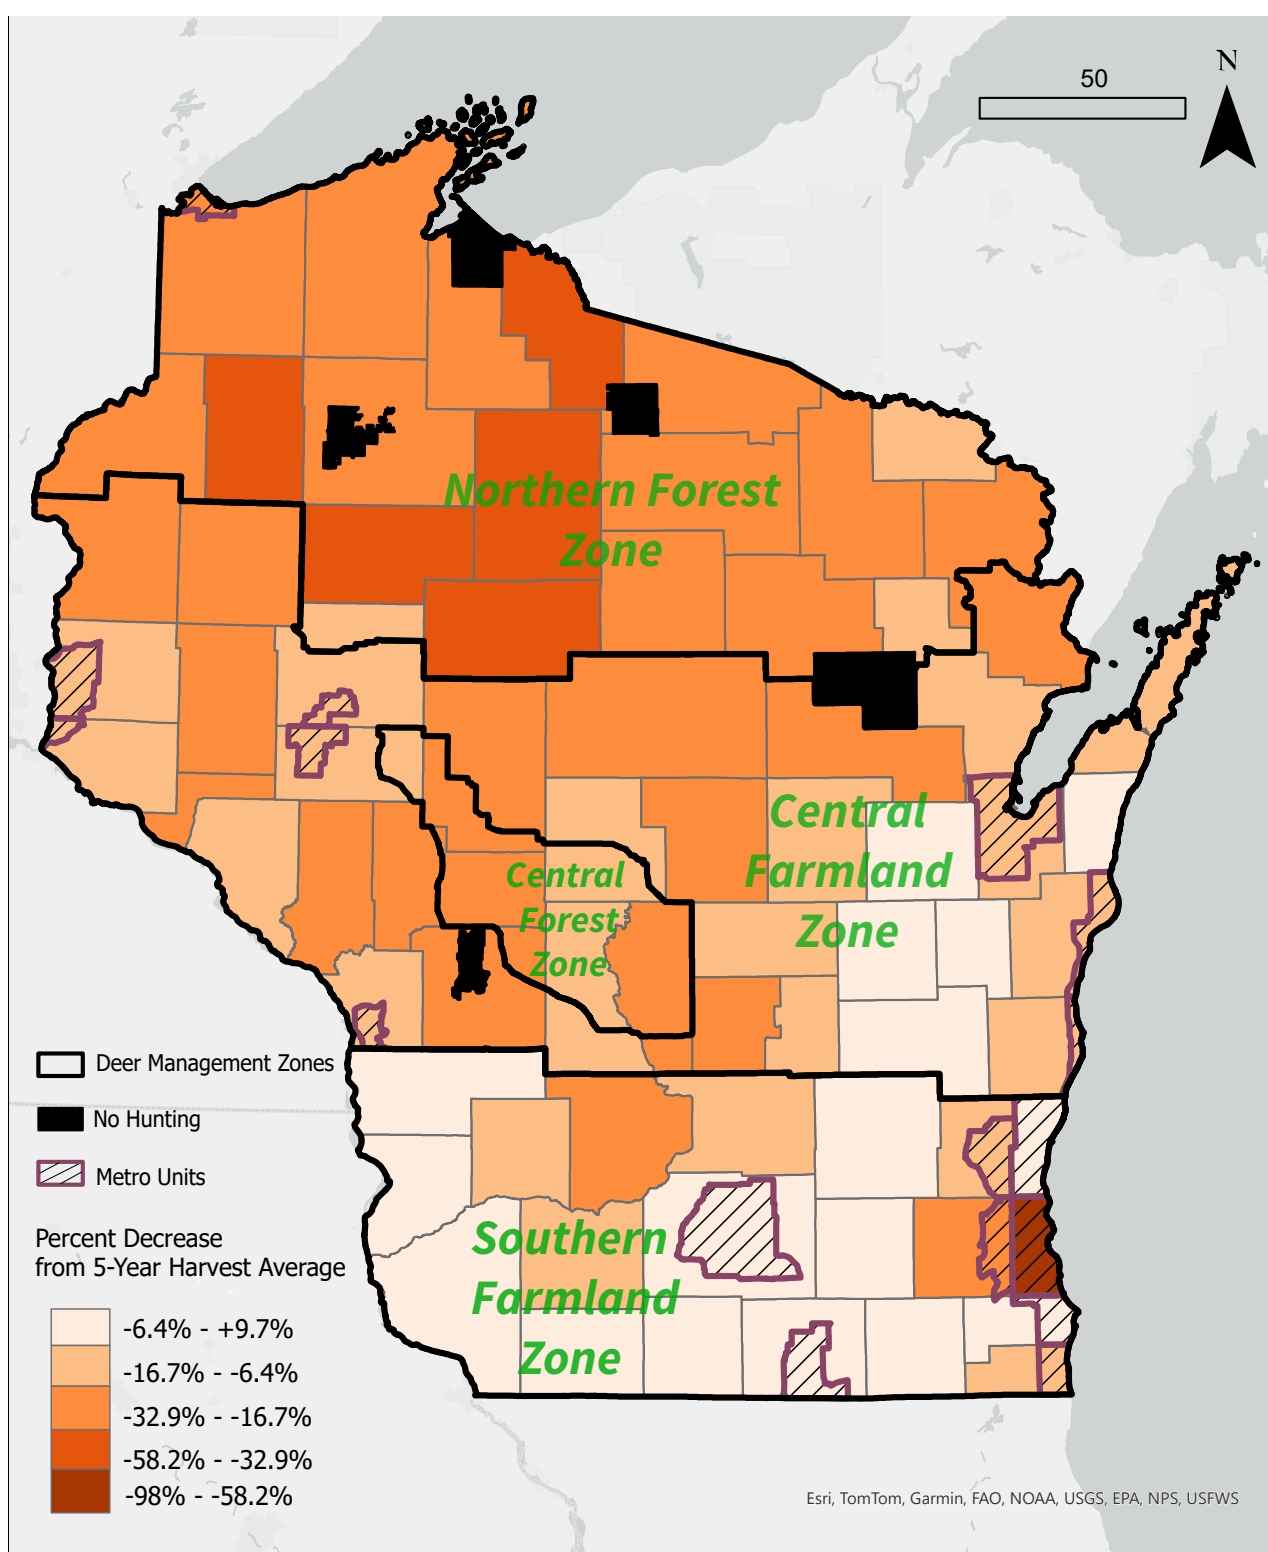 50
N
Northern Forest
Zone
Central
Farmland
Zone
Central
Forest
Zone
Southern
Farmland
Zone
Deer Management Zones
No Hunting
Metro Units
Percent Decrease
from 5-Year Harvest Average
-6.4% - +9.7%
-16.7% - -6.4%
-32.9% - -16.7%
-58.2% - -32.9%
-98% - -58.2%
Esri, TomTom, Garmin, FAO, NOAA, USGS, EPA, NPS, USFWS